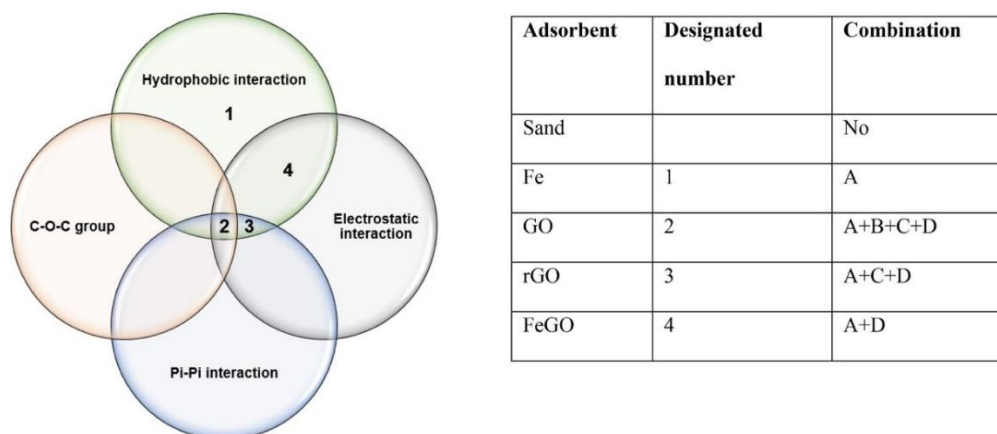 Hydrophobic interaction
1
4
C-O-C group
2
3
Electrostatic
interaction
Pi-Pi interaction
Adsorbent Designated number Combination
Sand No
Fe 1 A
GO 2 A+B+C+D
rGO 3 A+C+D
FeGO 4 A+D